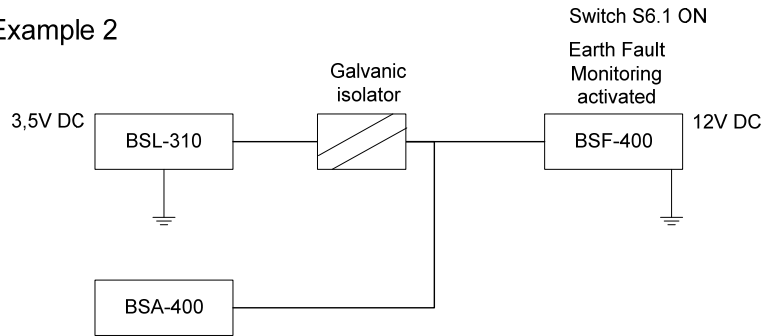 Example 2
Switch S6.1 ON
Earth Fault
Monitoring
activated
Galvanic
isolator
3,5V DC
BSL-310
BSF-400
12V DC
BSA-400